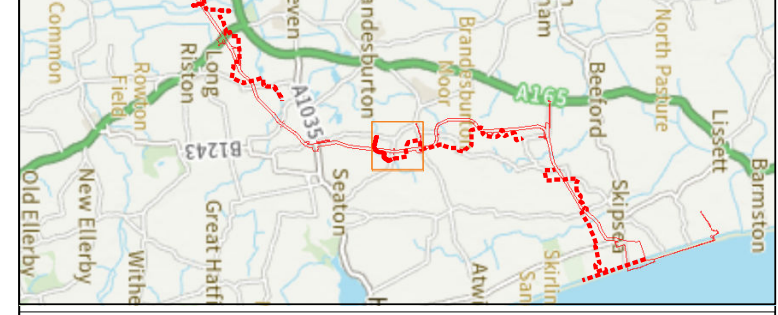 Common
Rowton
Field
Riston
Long
even
A1035
andesburton
Brandesburton
Moor
ham
A165
Beeford
North Pasture
Lissett
Barmston
B1243
Old Ellerby
New Ellerby
Withe
Great Hatfi
Seaton
H
Atwi
Skirlin
San
Skipsea